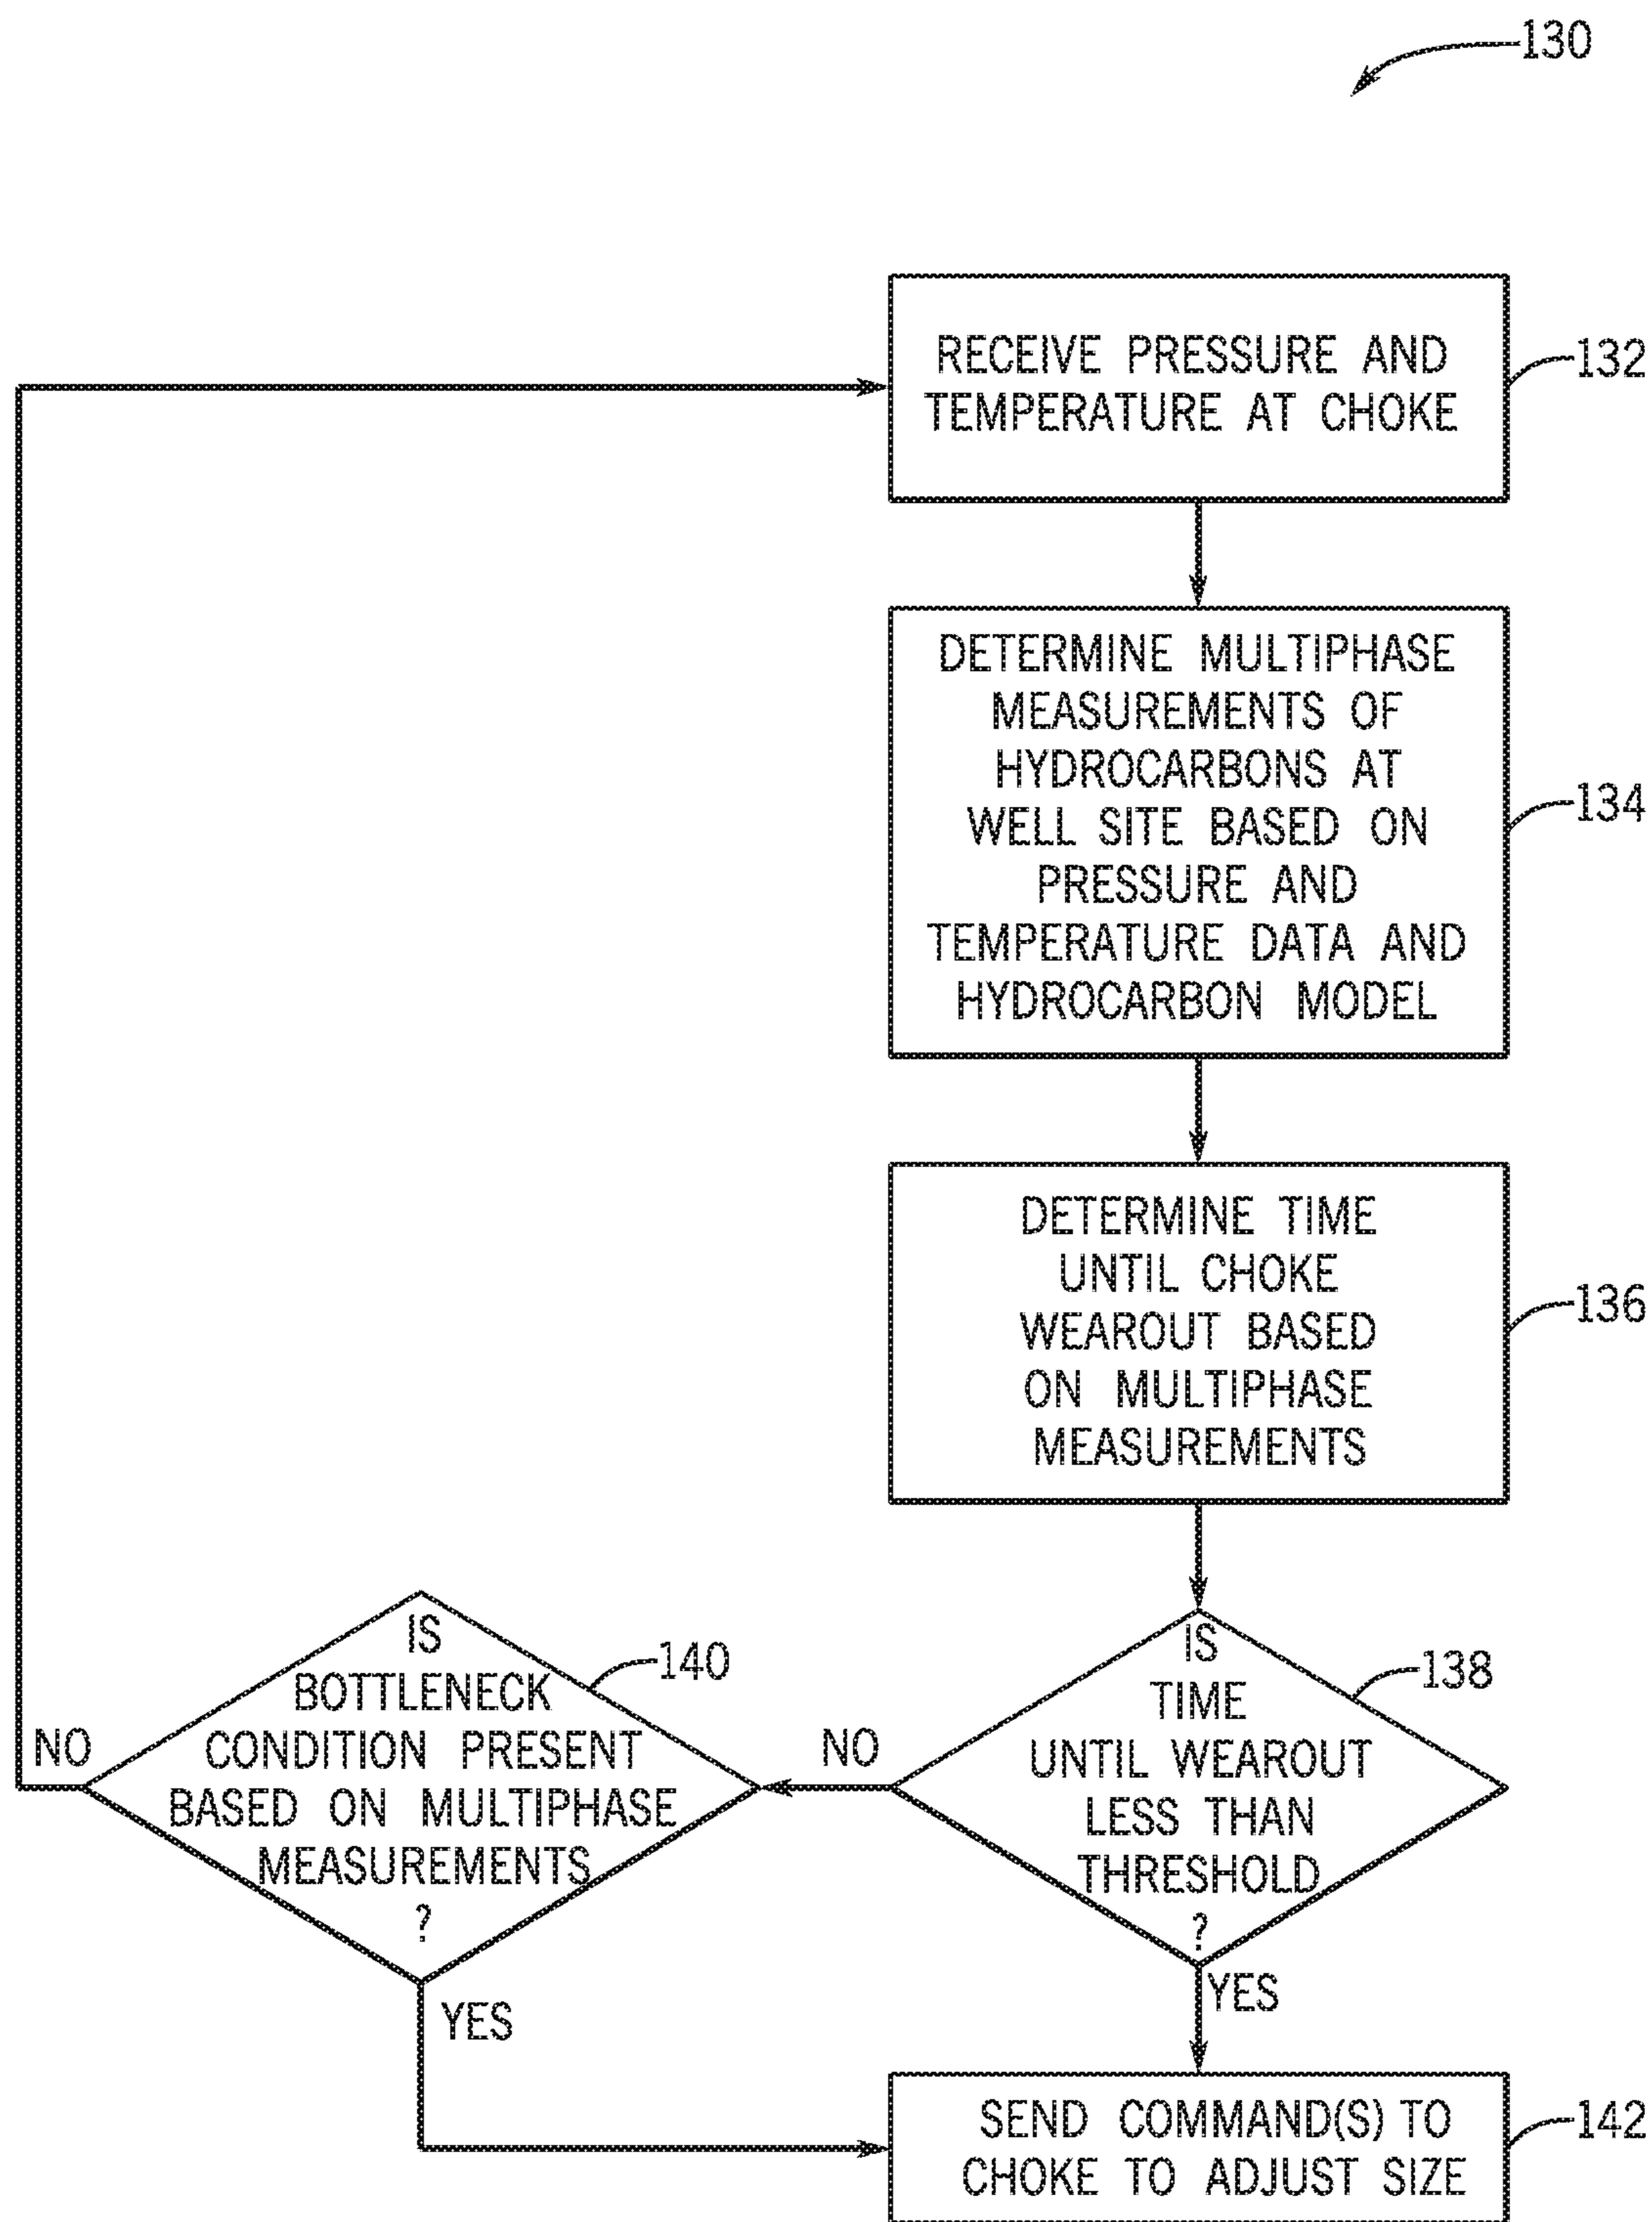 130
RECEIVE PRESSURE AND
TEMPERATURE AT CHOKE
132
DETERMINE MULTIPHASE
MEASUREMENTS OF
HYDROCARBONS AT
WELL SITE BASED ON
PRESSURE AND
TEMPERATURE DATA AND
HYDROCARBON MODEL
134
DETERMINE TIME
UNTIL CHOKE
WEAROUT BASED
ON MULTIPHASE
MEASUREMENTS
136
IS
TIME
UNTIL WEAROUT
LESS THAN
THRESHOLD
?
138
NO
YES
IS
BOTTLENECK
CONDITION PRESENT
BASED ON MULTIPHASE
MEASUREMENTS
?
140
NO
YES
SEND COMMAND(S) TO
CHOKE TO ADJUST SIZE
142